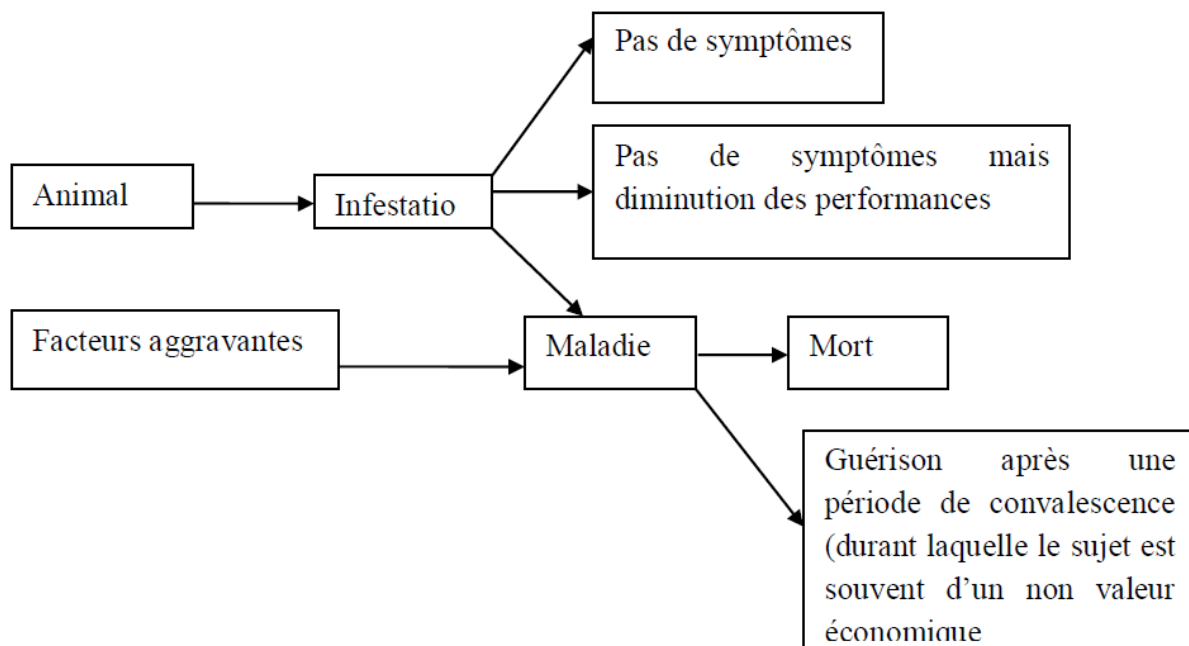 Pas de symptômes
Pas de symptômes mais
diminution des performances
Animal
Infestatio
Facteurs aggravantes
Maladie
Mort
Guérison après une
période de convalescence
(durant laquelle le sujet est
souvent d’un non valeur
économique